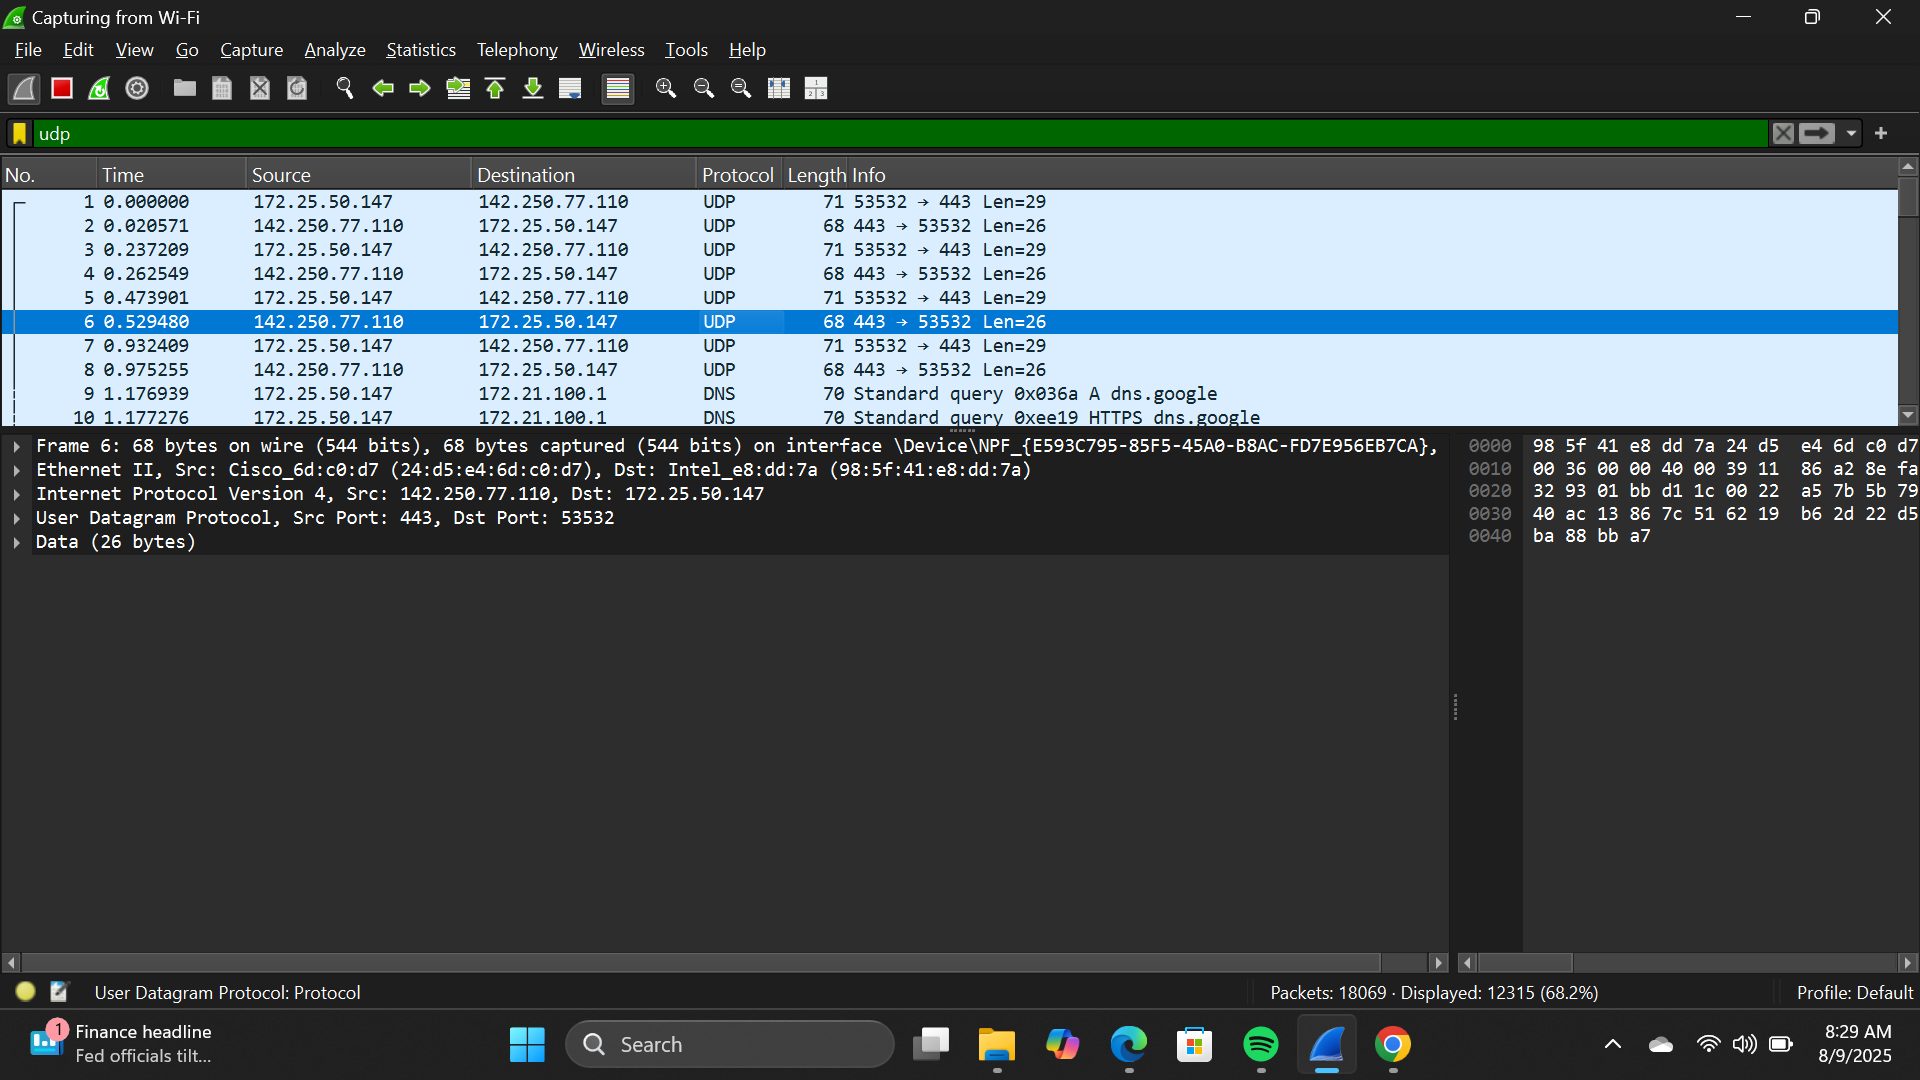 Capturing from Wi-Fi
File Edit View Go Capture Analyze Statistics Telephony Wireless Tools Help
udp
No. Time Source Destination Protocol Length Info
1 0.000000 172.25.50.147 142.250.77.110 UDP 71 53532 → 443 Len=29
2 0.020571 142.250.77.110 172.25.50.147 UDP 68 443 → 53532 Len=26
3 0.237209 172.25.50.147 142.250.77.110 UDP 71 53532 → 443 Len=29
4 0.262549 142.250.77.110 172.25.50.147 UDP 68 443 → 53532 Len=26
5 0.473901 172.25.50.147 142.250.77.110 UDP 71 53532 → 443 Len=29
6 0.529480 142.250.77.110 172.25.50.147 UDP 68 443 → 53532 Len=26
7 0.932409 172.25.50.147 142.250.77.110 UDP 71 53532 → 443 Len=29
8 0.975255 142.250.77.110 172.25.50.147 UDP 68 443 → 53532 Len=26
9 1.176939 172.25.50.147 172.21.100.1 DNS 70 Standard query 0x036a A dns.google
10 1.177276 172.25.50.147 172.21.100.1 DNS 70 Standard query 0xee19 HTTPS dns.google
Frame 6: 68 bytes on wire (544 bits), 68 bytes captured (544 bits) on interface \Device\NPF_{E593C795-85F5-45A0-B8AC-FD7E956EB7CA},
Ethernet II, Src: Cisco_6d:c0:d7 (24:d5:e4:6d:c0:d7), Dst: Intel_e8:dd:7a (98:5f:41:e8:dd:7a)
Internet Protocol Version 4, Src: 142.250.77.110, Dst: 172.25.50.147
User Datagram Protocol, Src Port: 443, Dst Port: 53532
Data (26 bytes)
0000 98 5f 41 e8 dd 7a 24 d5 e4 6d c0 d7
0010 00 36 00 00 40 00 39 11 86 a2 8e fa
0020 32 93 01 bb d1 1c 00 22 a5 7b 5b 79
0030 40 ac 13 86 7c 51 62 19 b6 2d 22 d5
0040 ba 88 bb a7
User Datagram Protocol: Protocol
Packets: 18069 · Displayed: 12315 (68.2%)
Profile: Default
1
Finance headline
Fed officials tilt...
Search
8:29 AM
8/9/2025